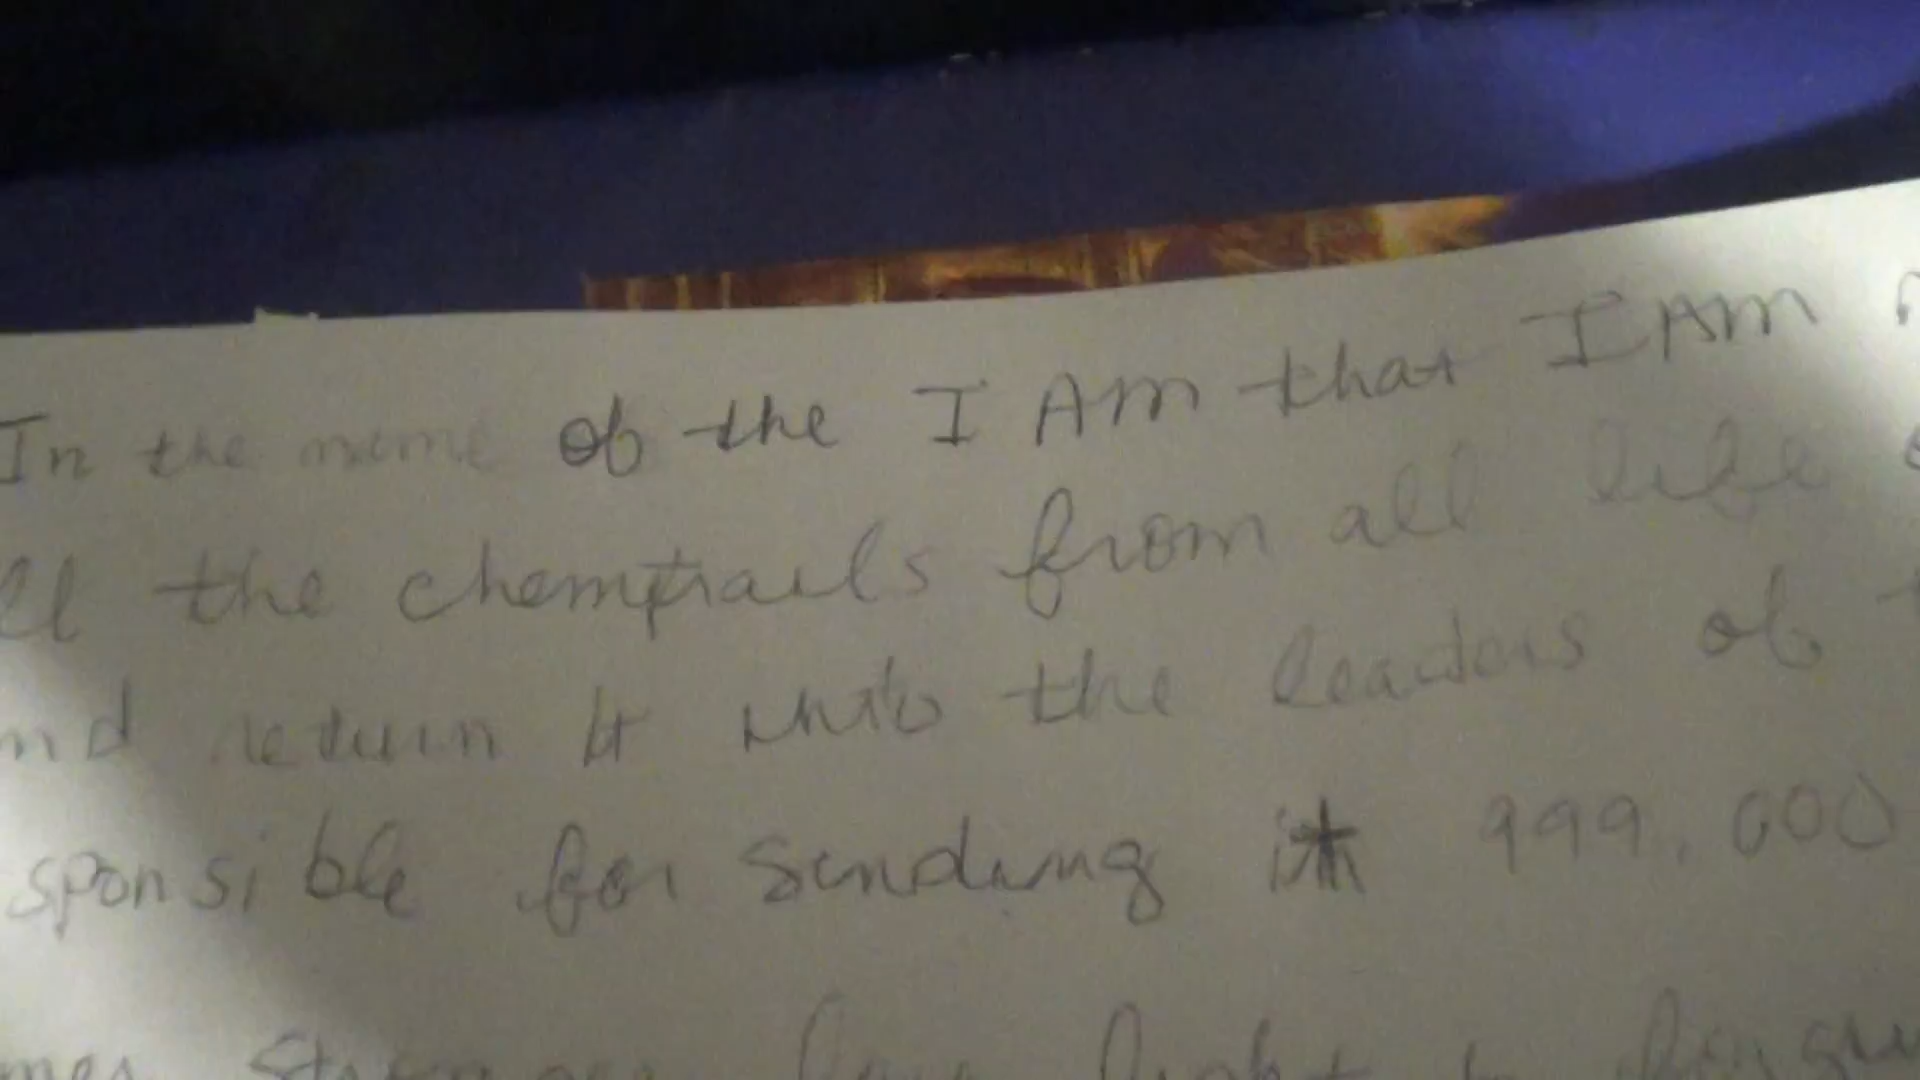 In the name of the I Am that I AM
ll the chemtrails from all life
nd return it unto the leaders of t
sponsible for sending it 999,000
mes